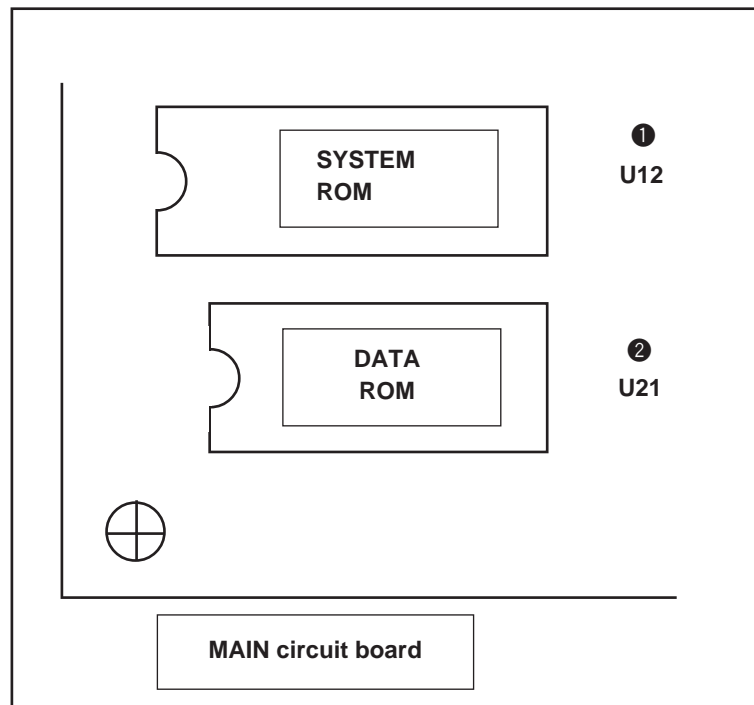 SYSTEM
ROM
❶
U12
DATA
ROM
❷
U21
MAIN circuit board